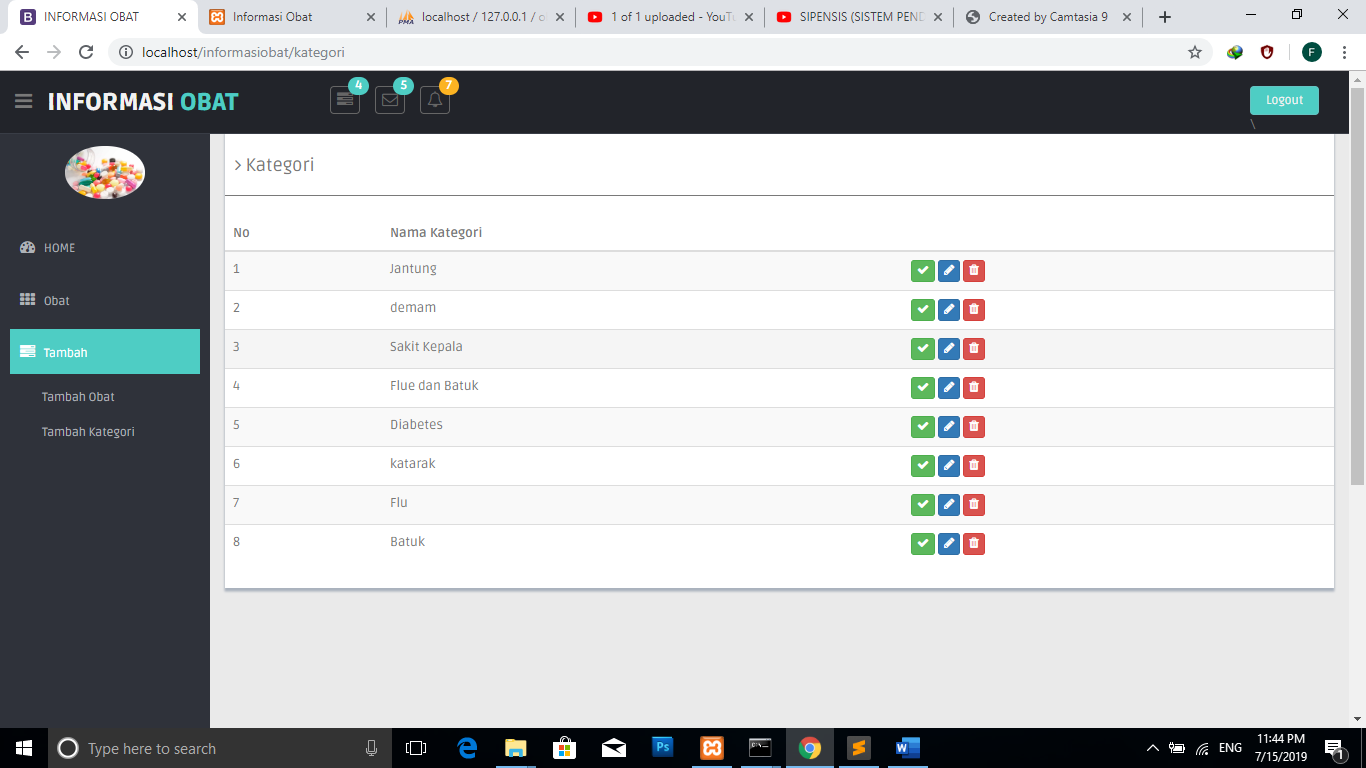 INFORMASI OBAT
Informasi Obat
localhost / 127.0.0.1 / o
1 of 1 uploaded - YouTu
SIPENSIS (SISTEM PEND
Created by Camtasia 9
localhost/informasiobat/kategori
F
INFORMASI OBAT
4
5
7
Logout
\
Kategori
HOME
Obat
Tambah
Tambah Obat
Tambah Kategori
No Nama Kategori
1 Jantung
2 demam
3 Sakit Kepala
4 Flue dan Batuk
5 Diabetes
6 katarak
7 Flu
8 Batuk
Type here to search
Ps
ENG
11:44 PM
7/15/2019
1